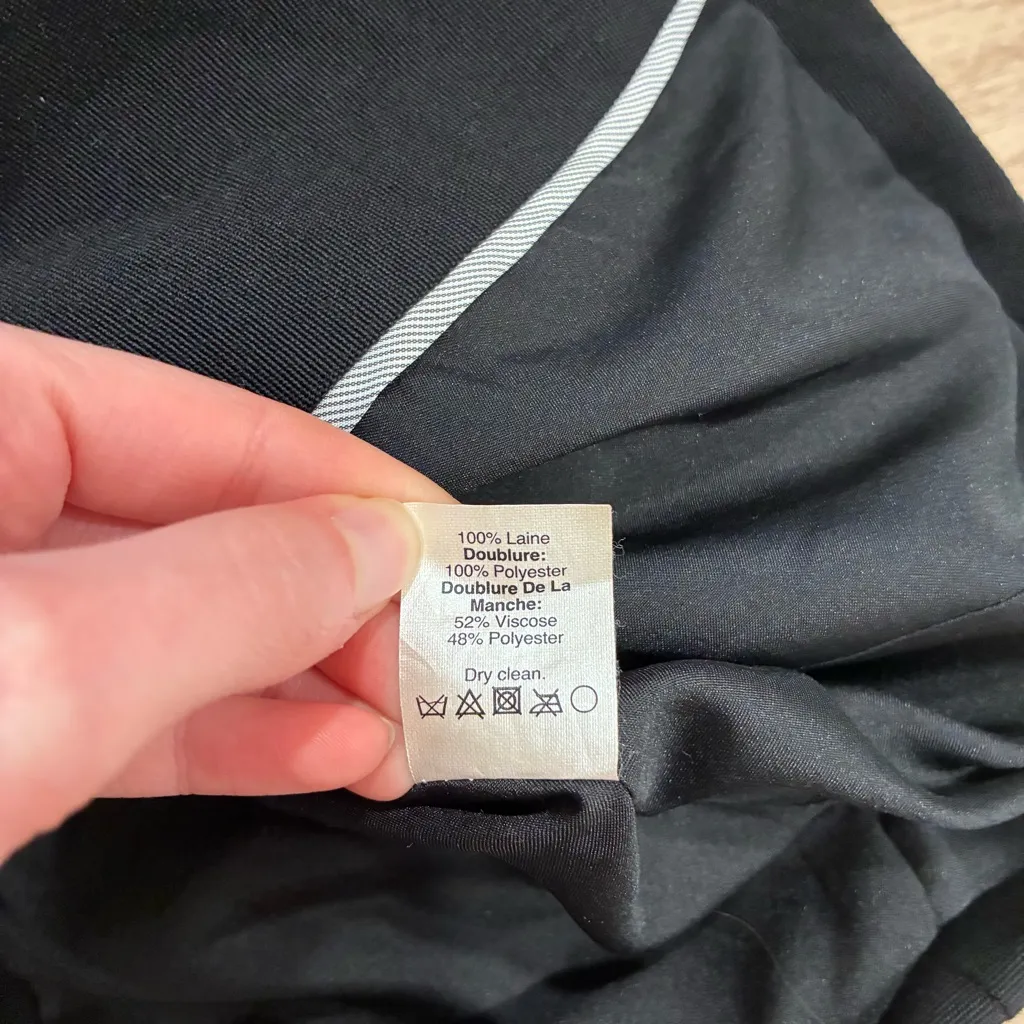 100% Laine
Doublure:
100% Polyester
Doublure De La
Manche:
52% Viscose
48% Polyester
Dry clean.